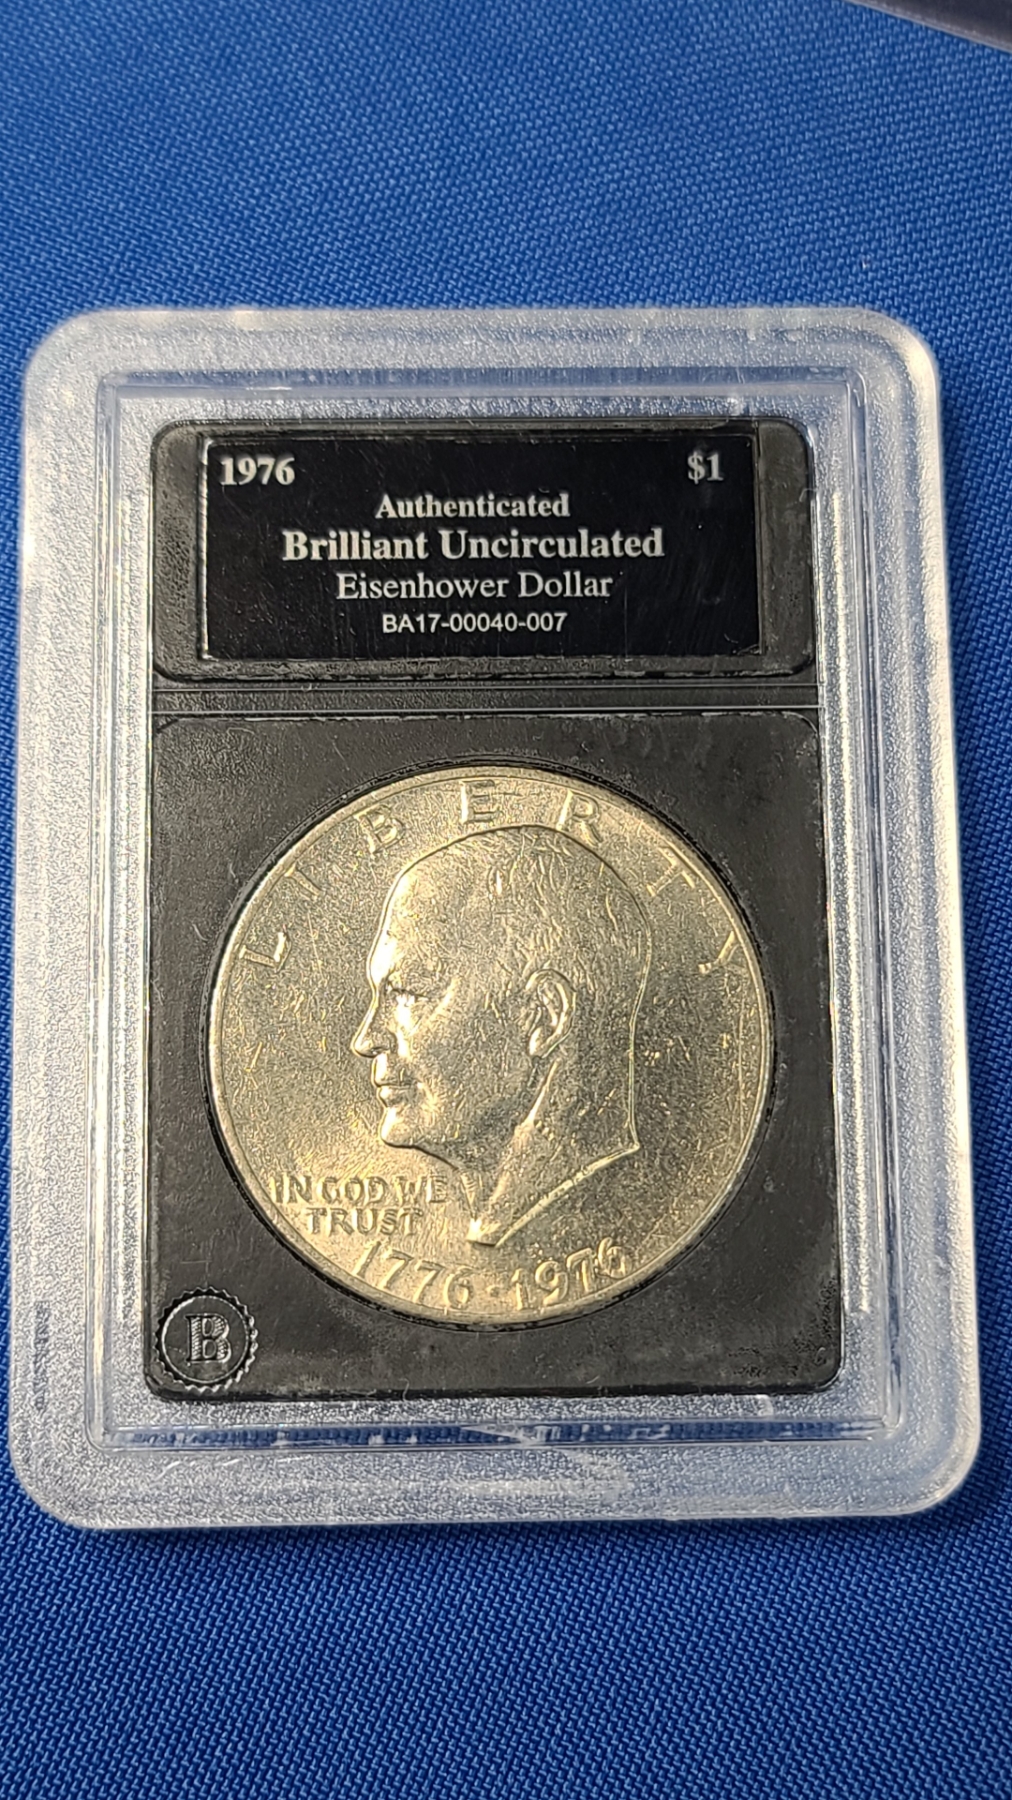 1976 $1
Authenticated
Brilliant Uncirculated
Eisenhower Dollar
BA17-00040-007
LIBERTY
IN GOD WE
TRUST
1776-1976
B